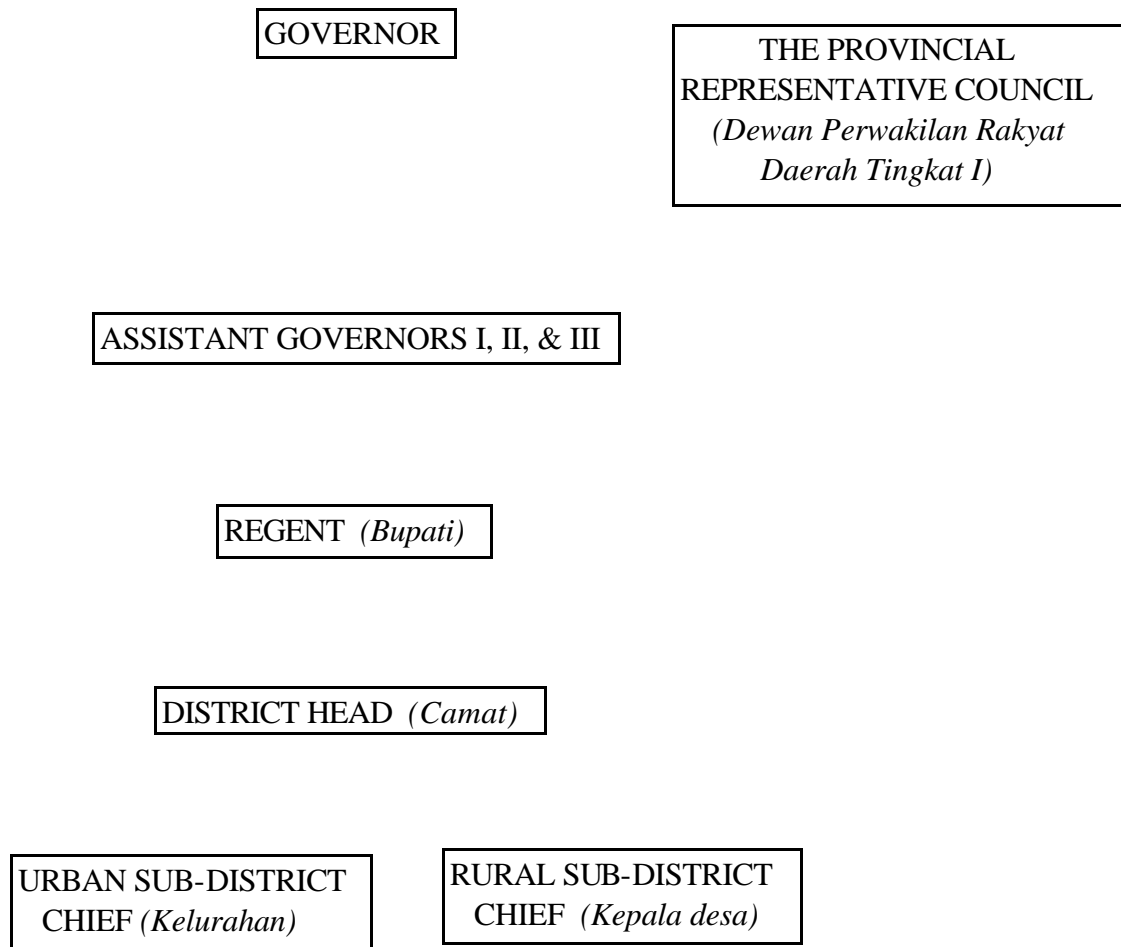 GOVERNOR
THE PROVINCIAL
REPRESENTATIVE COUNCIL
(Dewan Perwakilan Rakyat
Daerah Tingkat I)
ASSISTANT GOVERNORS I, II, & III
REGENT (Bupati)
DISTRICT HEAD (Camat)
URBAN SUB-DISTRICT
CHIEF (Kelurahan)
RURAL SUB-DISTRICT
CHIEF (Kepala desa)